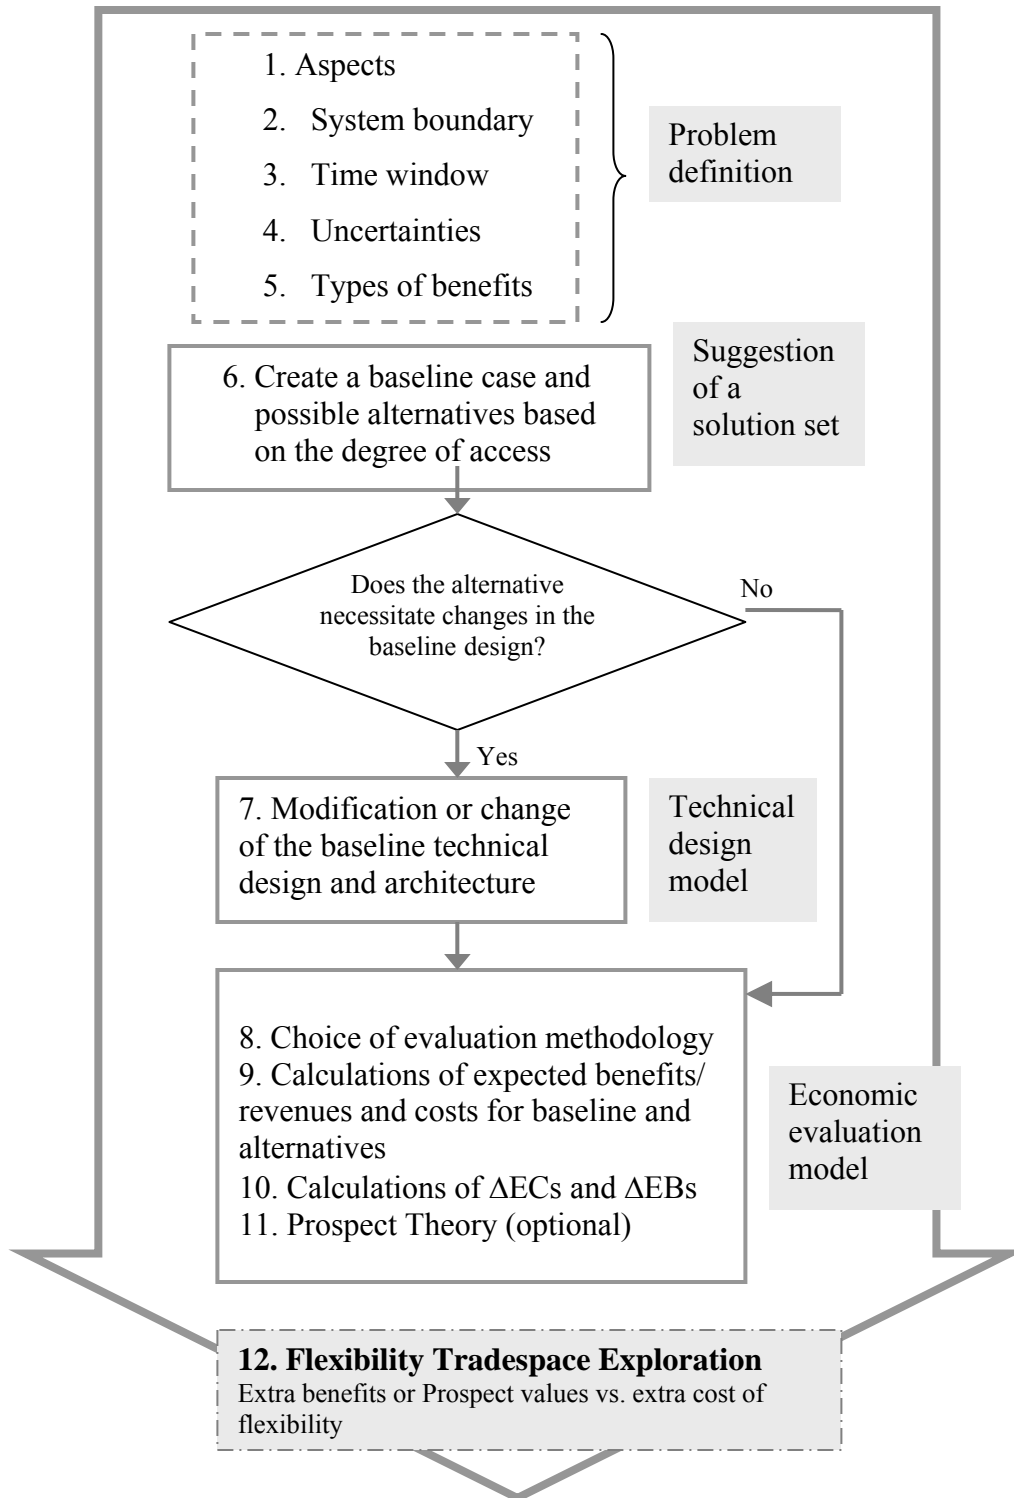 1. Aspects
2. System boundary
3. Time window
4. Uncertainties
5. Types of benefits
Problem
definition
6. Create a baseline case and
possible alternatives based
on the degree of access
Suggestion
of a
solution set
Does the alternative
necessitate changes in the
baseline design?
No
Yes
7. Modification or change
of the baseline technical
design and architecture
Technical
design
model
8. Choice of evaluation methodology
9. Calculations of expected benefits/
revenues and costs for baseline and
alternatives
10. Calculations of ΔECs and ΔEBs
11. Prospect Theory (optional)
Economic
evaluation
model
12. Flexibility Tradespace Exploration
Extra benefits or Prospect values vs. extra cost of
flexibility